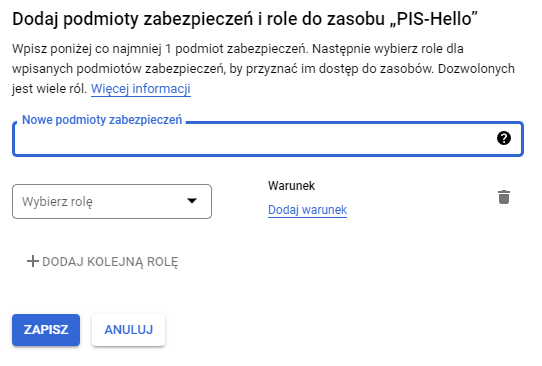 Dodaj podmioty zabezpieczeń i role do zasobu „PIS-Hello”
Wpisz poniżej co najmniej 1 podmiot zabezpieczeń. Następnie wybierz role dla
wpisanych podmiotów zabezpieczeń, by przyznać im dostęp do zasobów. Dozwolonych
jest wiele ról. Więcej informacji
Nowe podmioty zabezpieczeń
Warunek
Wybierz rolę
Dodaj warunek
DODAJ KOLEJNĄ ROLĘ
ZAPISZ ANULUJ